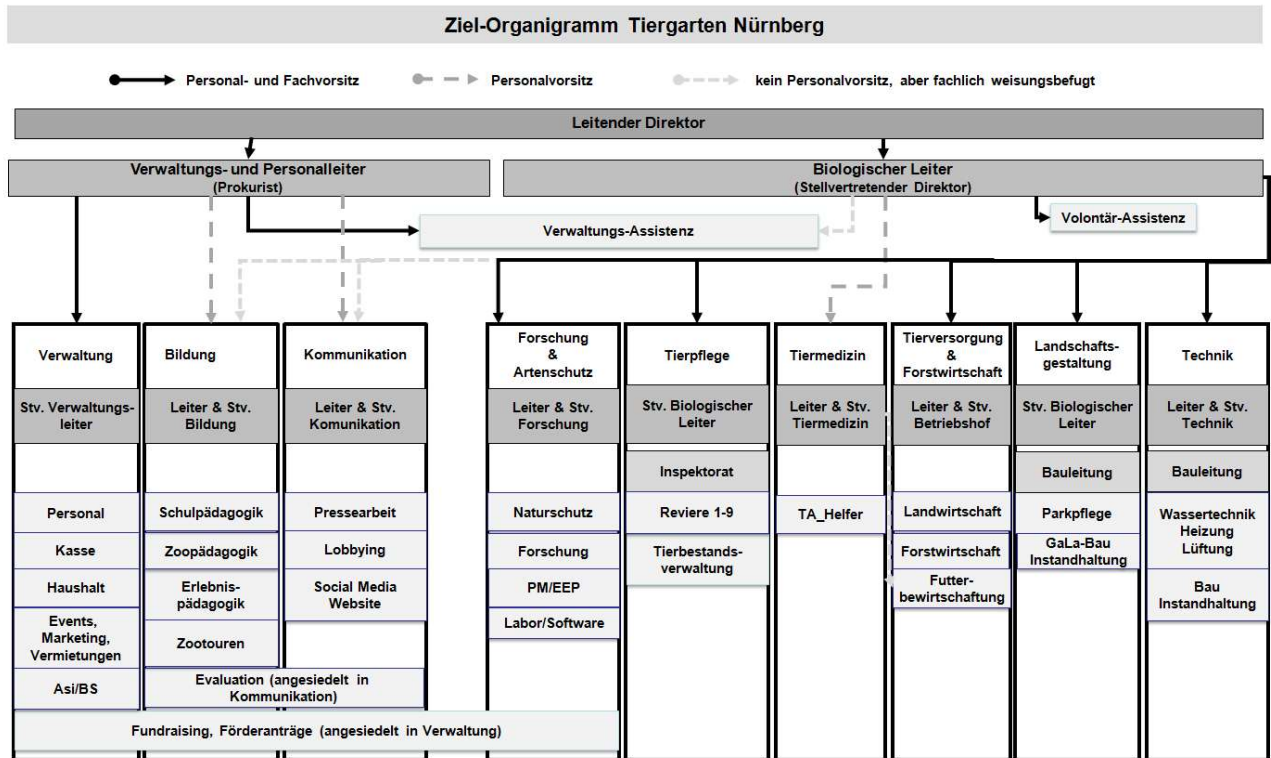 Ziel-Organigramm Tiergarten Nürnberg
Personal- und Fachvorsitz
Personalvorsitz
kein Personalvorsitz, aber fachlich weisungsbefugt
Leitender Direktor
Verwaltungs- und Personalleiter
(Prokurist)
Biologischer Leiter
(Stellvertretender Direktor)
Verwaltungs-Assistenz
Volontär-Assistenz
Verwaltung
Stv. Verwaltungs-
leiter
Personal
Kasse
Haushalt
Events,
Marketing,
Vermietungen
Asi/BS
Bildung
Leiter & Stv.
Bildung
Schulpädagogik
Zoopädagogik
Erlebnis-
pädagogik
Zootouren
Kommunikation
Leiter & Stv.
Komunikation
Pressearbeit
Lobbying
Social Media
Website
Evaluation (angesiedelt in
Kommunikation)
Fundraising, Förderanträge (angesiedelt in Verwaltung)
Forschung
&
Artenschutz
Leiter & Stv.
Forschung
Naturschutz
Forschung
PM/EEP
Labor/Software
Tierpflege
Stv. Biologischer
Leiter
Inspektorat
Reviere 1-9
Tierbestands-
verwaltung
Tiermedizin
Leiter & Stv.
Tiermedizin
TA_Helfer
Tierversorgung
&
Forstwirtschaft
Leiter & Stv.
Betriebshof
Landwirtschaft
Forstwirtschaft
Futter-
bewirtschaftung
Landschafts-
gestaltung
Stv. Biologischer
Leiter
Bauleitung
Parkpflege
GaLa-Bau
Instandhaltung
Technik
Leiter & Stv.
Technik
Bauleitung
Wassertechnik
Heizung
Lüftung
Bau
Instandhaltung